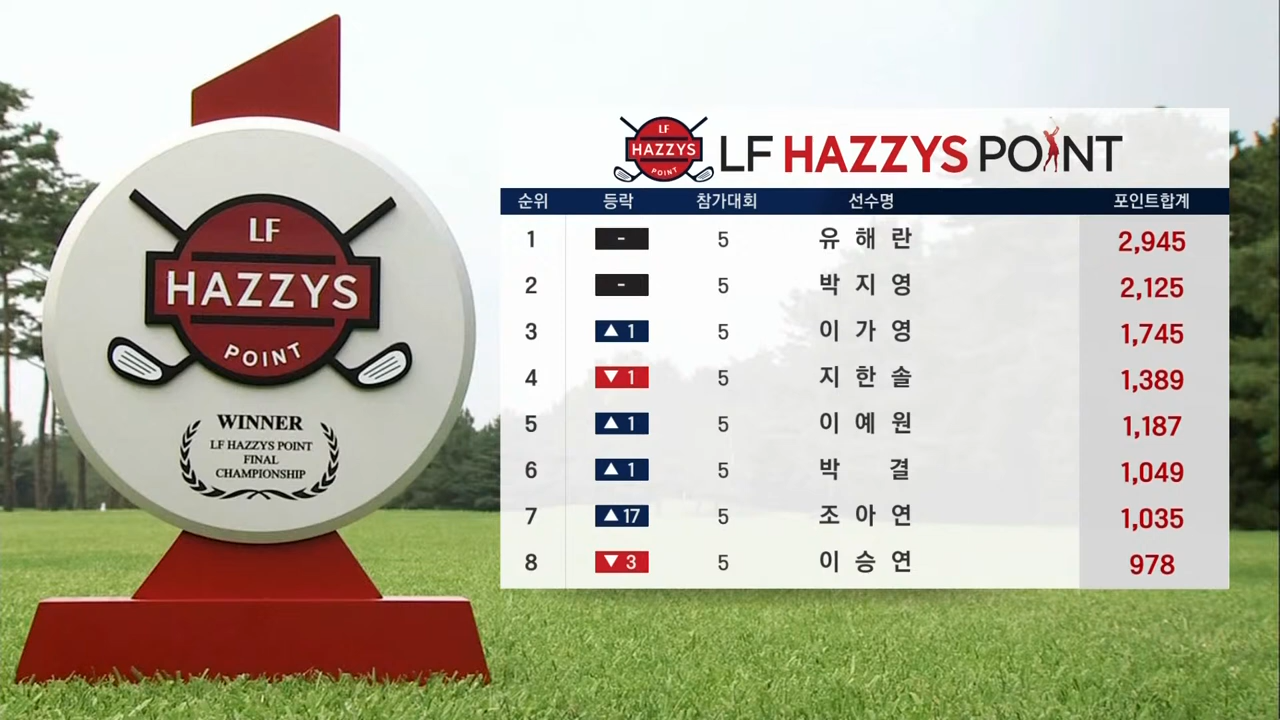 LF
HAZZYS
POINT
WINNER
LF HAZZYS POINT
FINAL
CHAMPIONSHIP
LF
HAZZYS
POINT
LF HAZZYS POINT
순위 등락 참가대회 선수명 포인트합계
1 - 5 유 해 란 2,945
2 - 5 박 지 영 2,125
3 ▲ 1 5 이 가 영 1,745
4 ▼ 1 5 지 한 솔 1,389
5 ▲ 1 5 이 예 원 1,187
6 ▲ 1 5 박 결 1,049
7 ▲ 17 5 조 아 연 1,035
8 ▼ 3 5 이 승 연 978